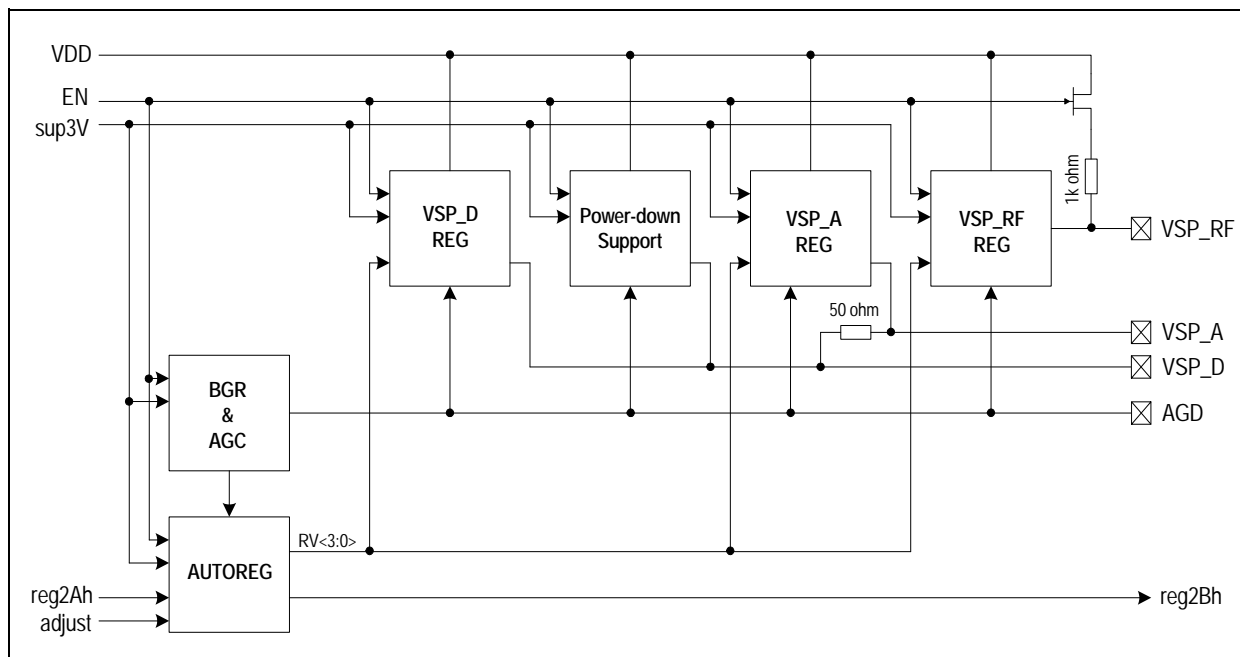 VDD
EN
sup3V
VSP_D
REG
Power-down
Support
VSP_A
REG
VSP_RF
REG
1k ohm
VSP_RF
50 ohm
VSP_A
VSP_D
BGR
&
AGC
AGD
RV<3:0>
AUTOREG
reg2Ah
adjust
reg2Bh